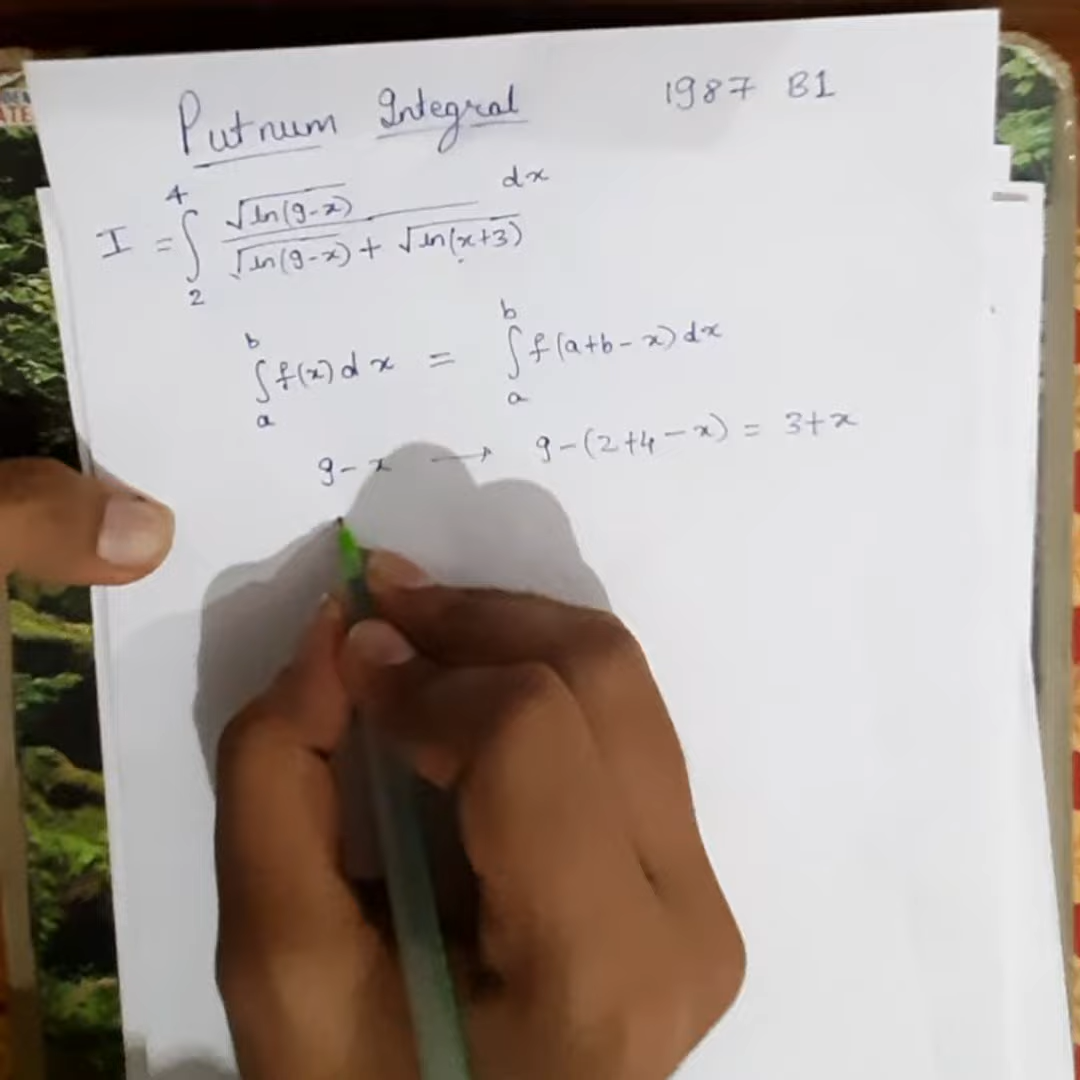 Putnum Integral 1987 B1
I = ∫₂⁴ √ln(9-x) / (√ln(9-x) + √ln(x+3)) dx
∫ₐᵇ f(x) dx = ∫ₐᵇ f(a+b-x) dx
9-x → 9-(2+4-x) = 3+x